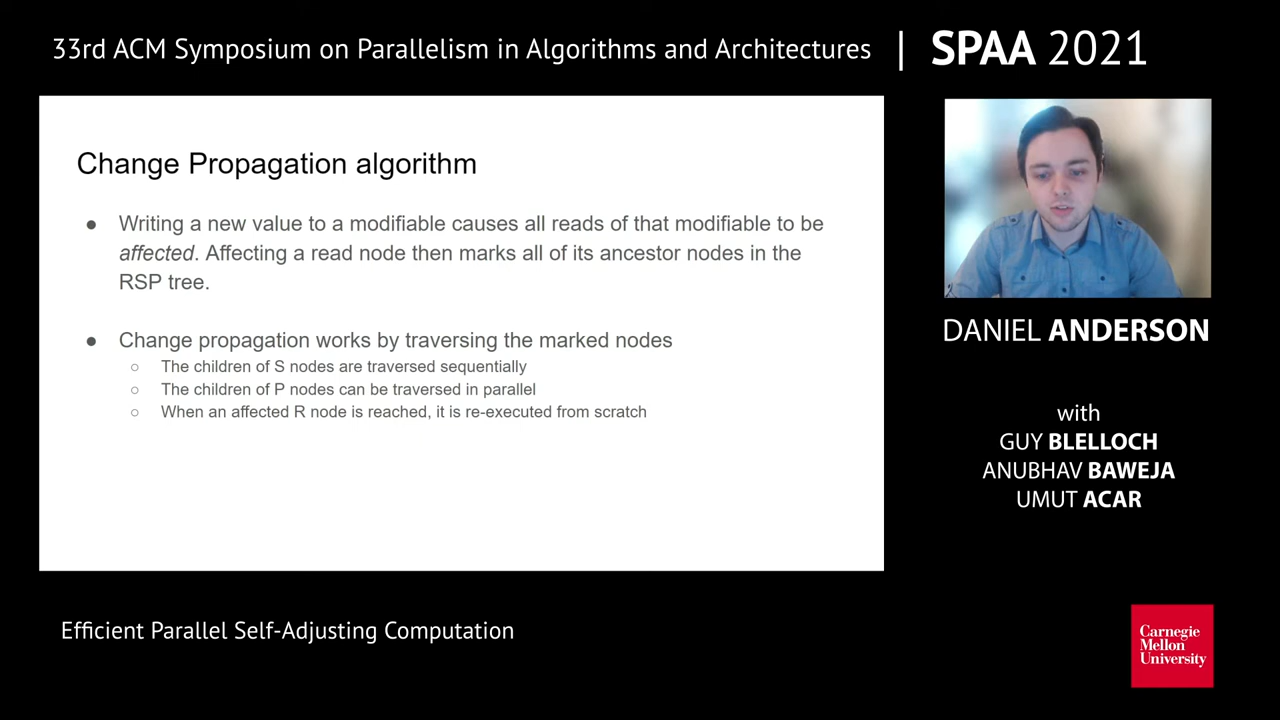 33rd ACM Symposium on Parallelism in Algorithms and Architectures | SPAA 2021
Change Propagation algorithm
● Writing a new value to a modifiable causes all reads of that modifiable to be
affected. Affecting a read node then marks all of its ancestor nodes in the
RSP tree.
● Change propagation works by traversing the marked nodes
○ The children of S nodes are traversed sequentially
○ The children of P nodes can be traversed in parallel
○ When an affected R node is reached, it is re-executed from scratch
DANIEL ANDERSON
with
GUY BLELLOCH
ANUBHAV BAWEJA
UMUT ACAR
Efficient Parallel Self-Adjusting Computation
Carnegie
Mellon
University